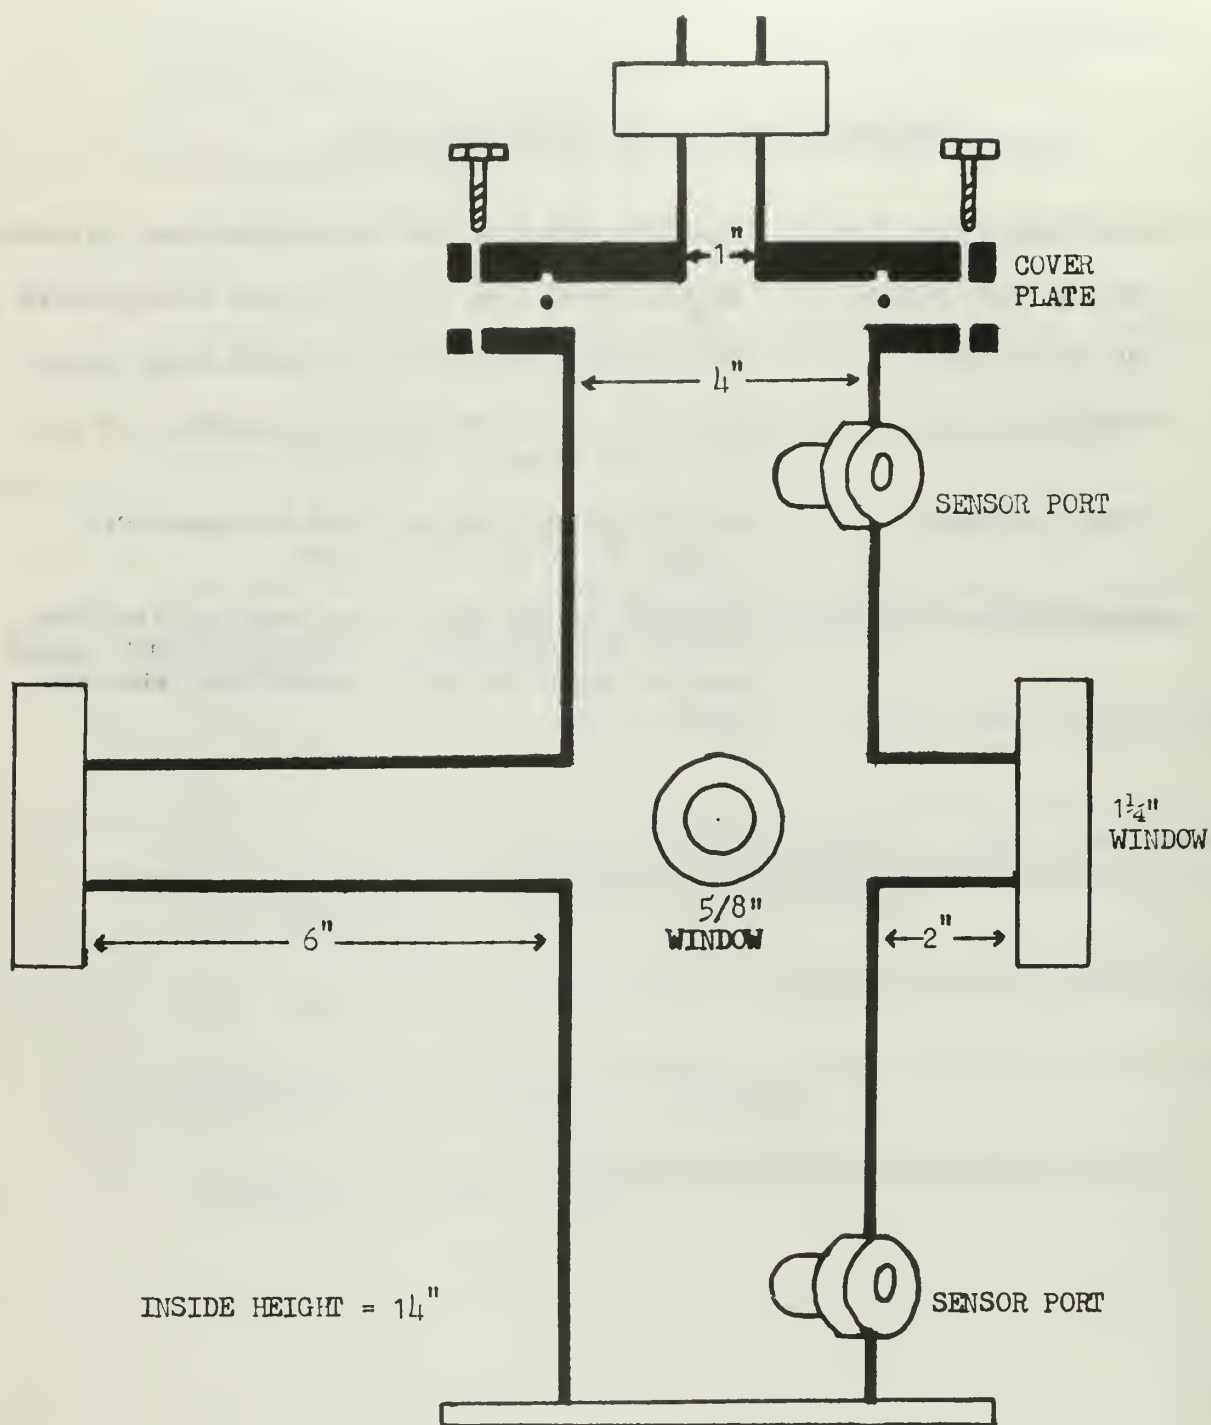 1"
COVER
PLATE
4"
SENSOR PORT
1¼"
WINDOW
5/8"
WINDOW
6"
2"
INSIDE HEIGHT = 14"
SENSOR PORT